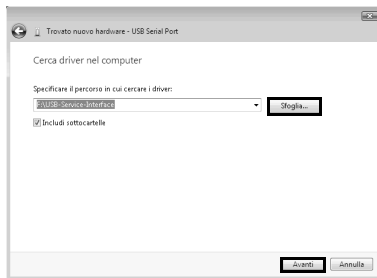 Trovato nuovo hardware - USB Serial Port
Cerca driver nel computer
Specificare il percorso in cui cercare i driver:
F:\USB-Service-Interface
Sfoglia...
Includi sottocartelle
Avanti
Annulla